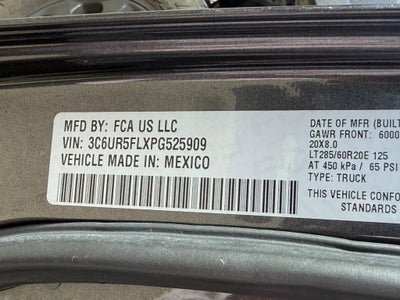 MFD BY: FCA US LLC
VIN: 3C6UR5FLXPG525909
VEHICLE MADE IN: MEXICO
DATE OF MFR (BUILT
GAWR FRONT: 6000
20X8.0
LT285/60R20E 125
AT 450 kPa / 65 PSI
TYPE: TRUCK
THIS VEHICLE CONFO
STANDARDS